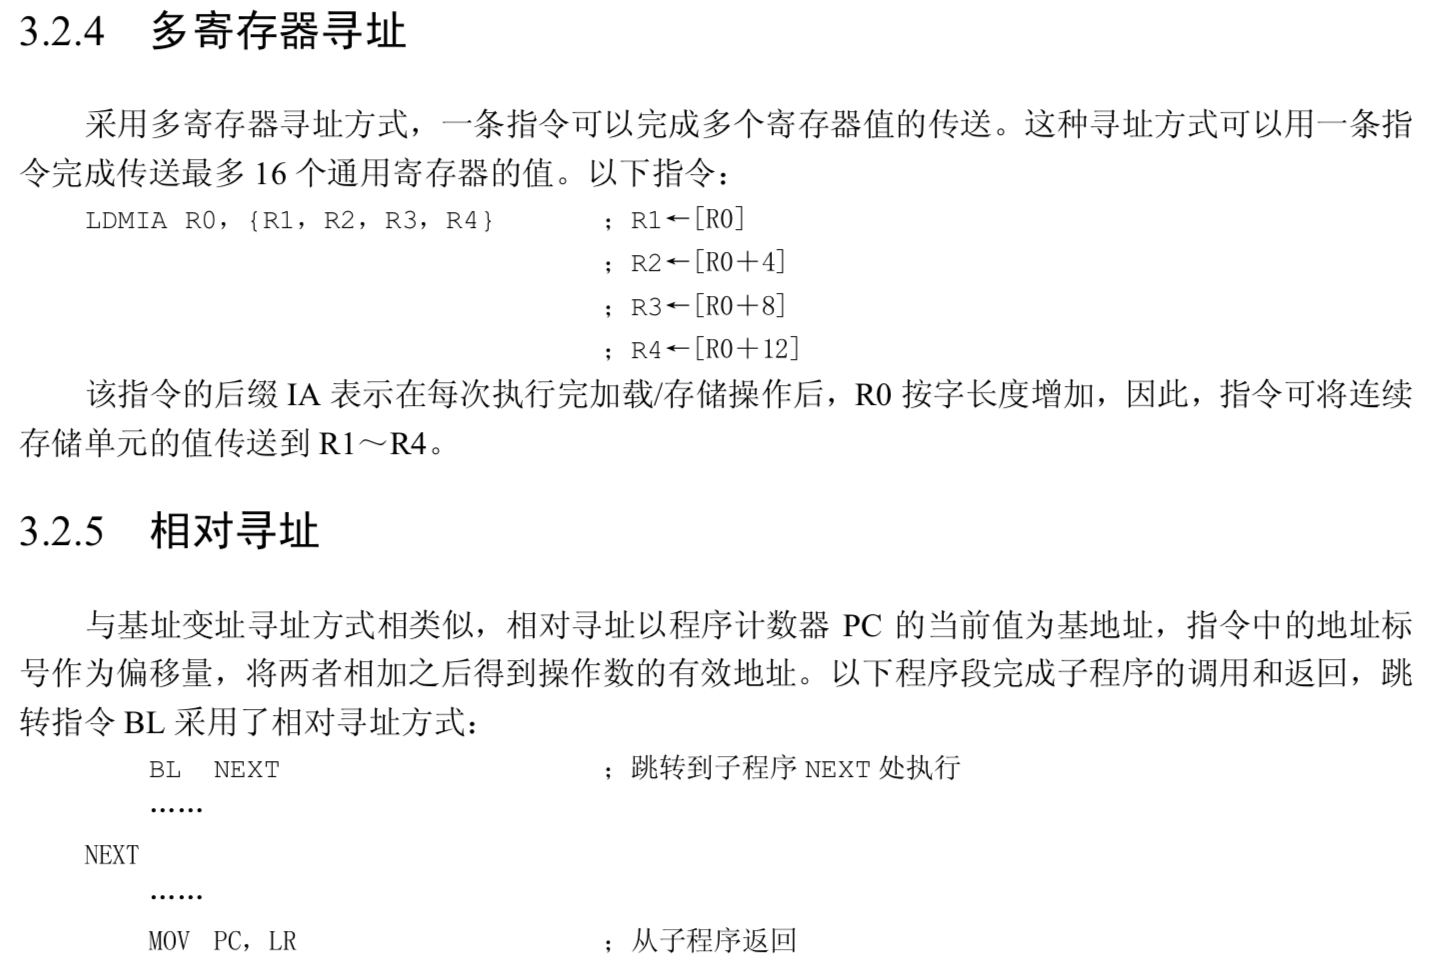 3.2.4 多寄存器寻址
采用多寄存器寻址方式，一条指令可以完成多个寄存器值的传送。这种寻址方式可以用一条指
令完成传送最多 16 个通用寄存器的值。以下指令：
LDMIA R0，{R1，R2，R3，R4} ；R1←[R0]
；R2←[R0＋4]
；R3←[R0＋8]
；R4←[R0＋12]
该指令的后缀 IA 表示在每次执行完加载/存储操作后，R0 按字长度增加，因此，指令可将连续
存储单元的值传送到 R1～R4。
3.2.5 相对寻址
与基址变址寻址方式相类似，相对寻址以程序计数器 PC 的当前值为基地址，指令中的地址标
号作为偏移量，将两者相加之后得到操作数的有效地址。以下程序段完成子程序的调用和返回，跳
转指令 BL 采用了相对寻址方式：
BL NEXT ；跳转到子程序 NEXT 处执行
……
NEXT
……
MOV PC，LR ；从子程序返回